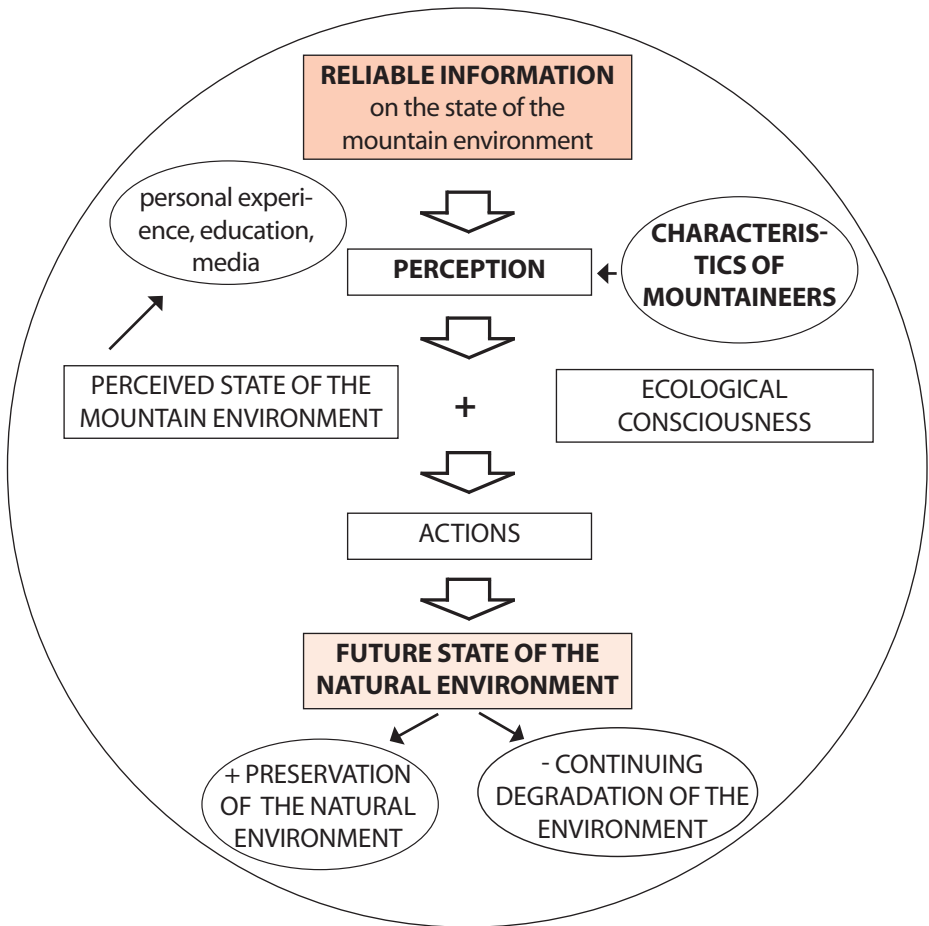 RELIABLE INFORMATION
on the state of the
mountain environment
personal experi-
ence, education,
media
CHARACTERIS-
TICS OF
MOUNTAINEERS
PERCEPTION
PERCEIVED STATE OF THE
MOUNTAIN ENVIRONMENT
+
ECOLOGICAL
CONSCIOUSNESS
ACTIONS
FUTURE STATE OF THE
NATURAL ENVIRONMENT
+ PRESERVATION
OF THE NATURAL
ENVIRONMENT
- CONTINUING
DEGRADATION OF THE
ENVIRONMENT